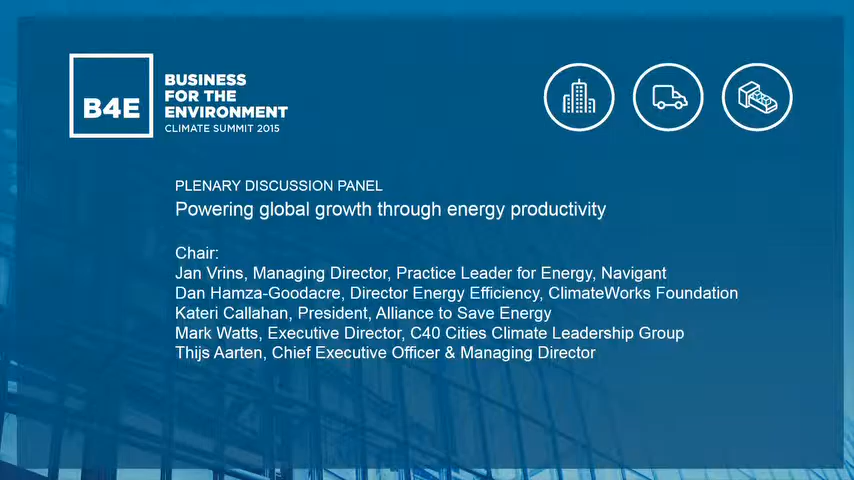 B4E
BUSINESS
FOR THE
ENVIRONMENT
CLIMATE SUMMIT 2015
PLENARY DISCUSSION PANEL
Powering global growth through energy productivity
Chair:
Jan Vrins, Managing Director, Practice Leader for Energy, Navigant
Dan Hamza-Goodacre, Director Energy Efficiency, ClimateWorks Foundation
Kateri Callahan, President, Alliance to Save Energy
Mark Watts, Executive Director, C40 Cities Climate Leadership Group
Thijs Aarten, Chief Executive Officer & Managing Director